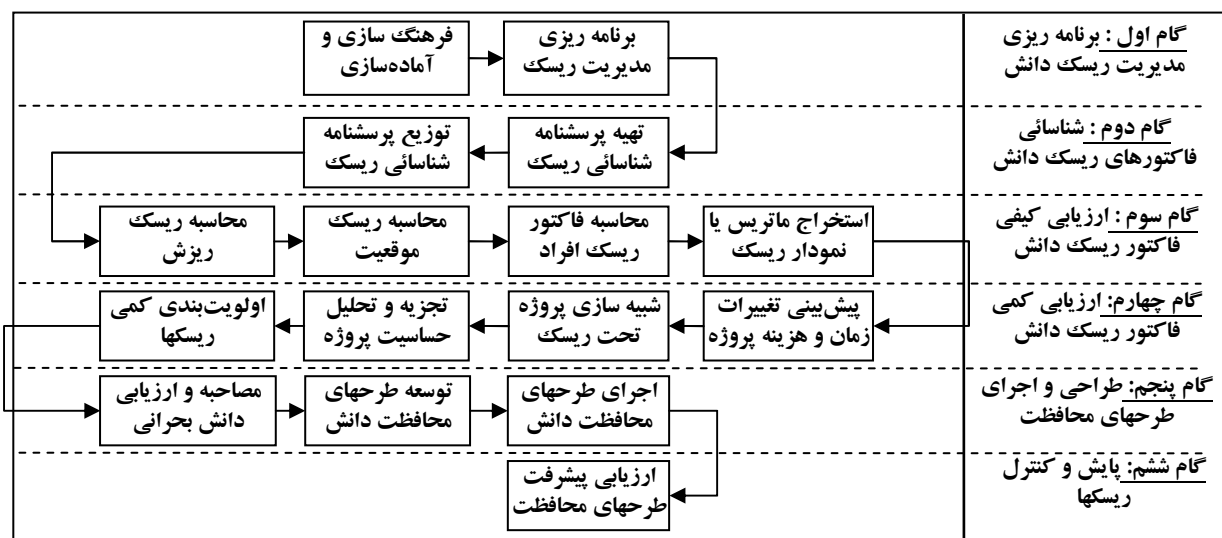 گام اول : برنامه ریزی
مدیریت ریسک دانش
فرهنگ سازی و
آماده‌سازی
برنامه ریزی
مدیریت ریسک
گام دوم : شناسائی
فاکتورهای ریسک دانش
تهیه پرسشنامه
شناسائی ریسک
توزیع پرسشنامه
شناسائی ریسک
گام سوم : ارزیابی کیفی
فاکتور ریسک دانش
محاسبه ریسک
ریزش
محاسبه ریسک
موقعیت
محاسبه فاکتور
ریسک افراد
استخراج ماتریس یا
نمودار ریسک
گام چهارم: ارزیابی کمی
فاکتور ریسک دانش
پیش‌بینی تغییرات
زمان و هزینه پروژه
شبیه سازی پروژه
تحت ریسک
تجزیه و تحلیل
حساسیت پروژه
اولویت‌بندی کمی
ریسکها
گام پنجم: طراحی و اجرای
طرحهای محافظت
مصاحبه و ارزیابی
دانش بحرانی
توسعه طرحهای
محافظت دانش
اجرای طرحهای
محافظت دانش
گام ششم: پایش و کنترل
ریسکها
ارزیابی پیشرفت
طرحهای محافظت